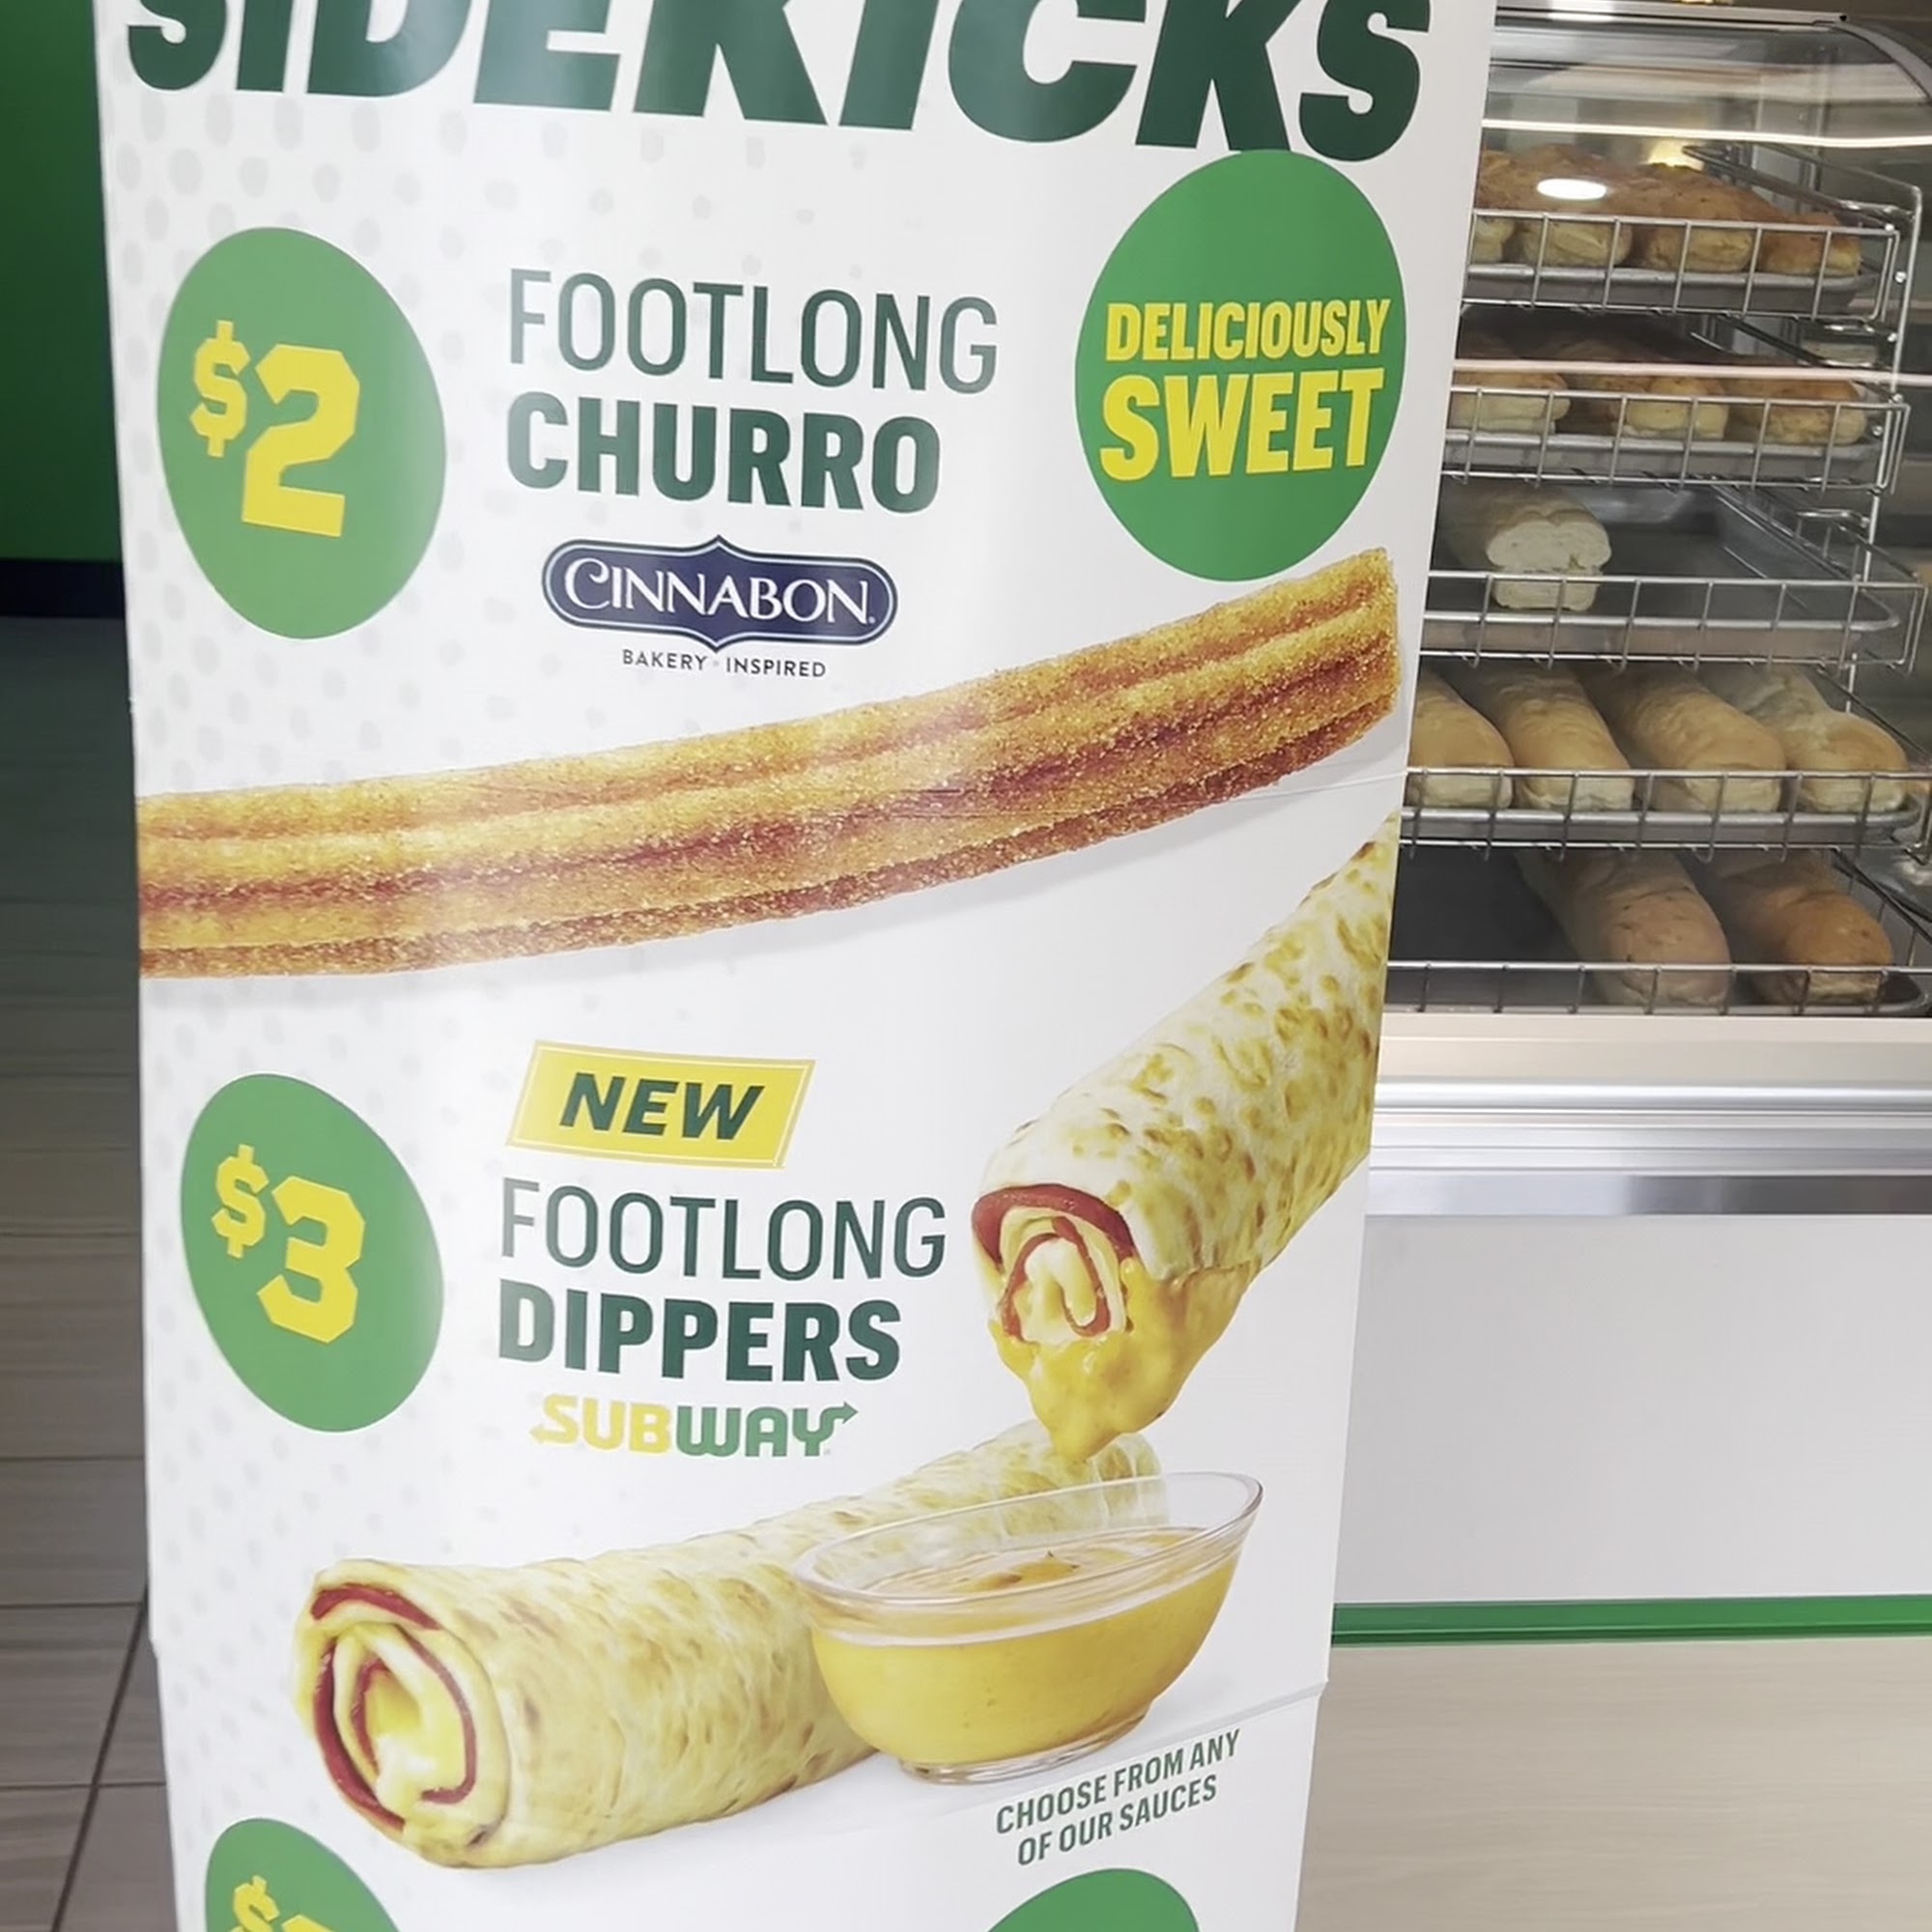 SIDEKICKS
$2
FOOTLONG
CHURRO
DELICIOUSLY
SWEET
CINNABON
BAKERY INSPIRED
NEW
$3
FOOTLONG
DIPPERS
SUBWAY
CHOOSE FROM ANY
OF OUR SAUCES
$